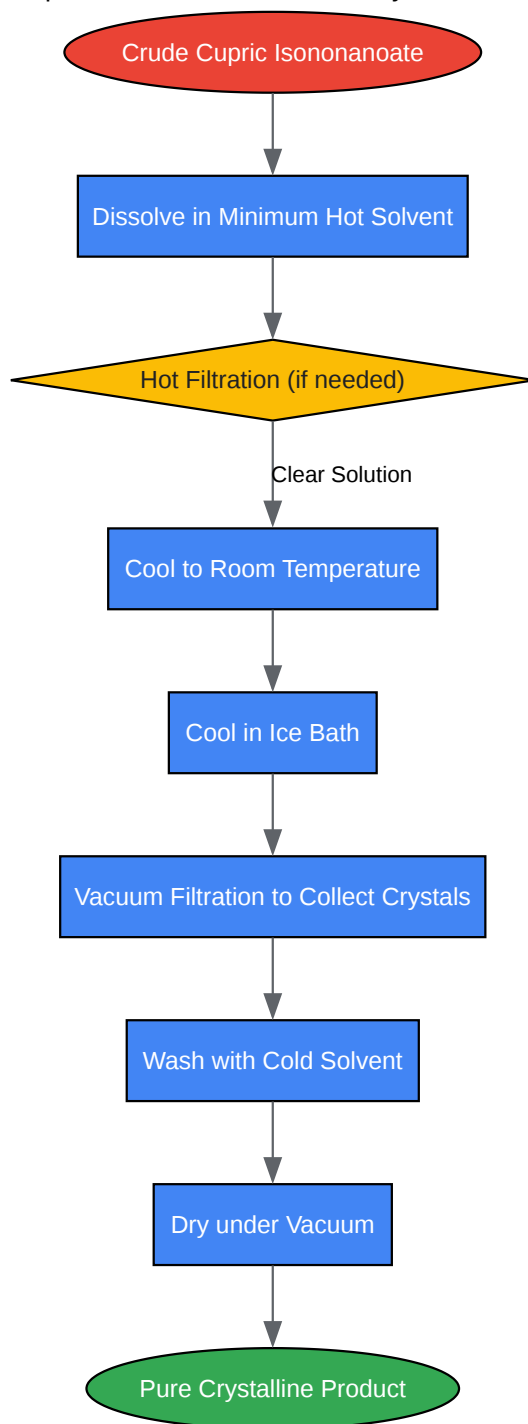 Crude Cupric Isononanoate
Dissolve in Minimum Hot Solvent
Hot Filtration (if needed)
Clear Solution
Cool to Room Temperature
Cool in Ice Bath
Vacuum Filtration to Collect Crystals
Wash with Cold Solvent
Dry under Vacuum
Pure Crystalline Product